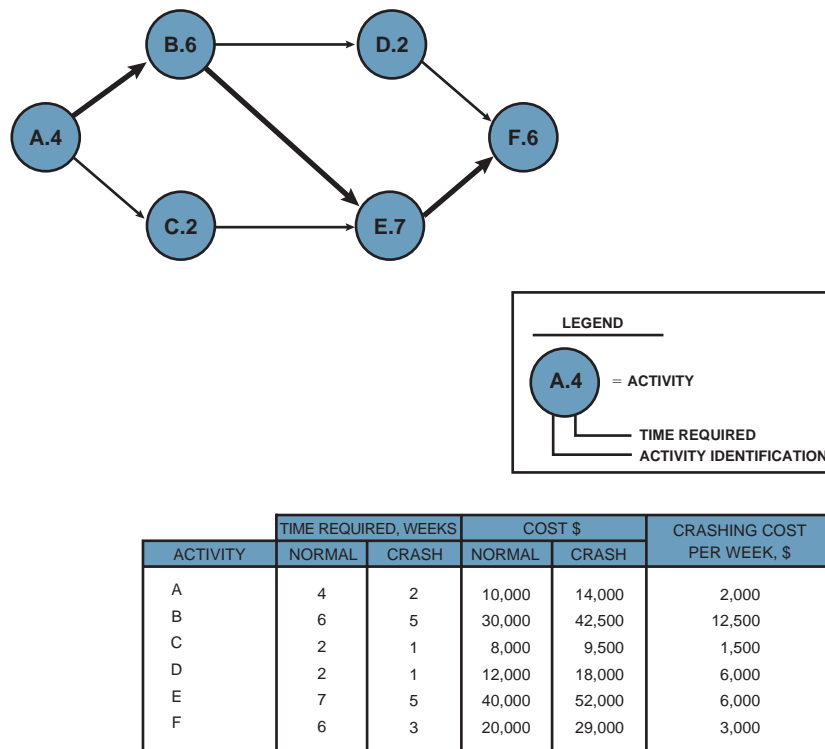 B.6
D.2
A.4
F.6
C.2
E.7
LEGEND
A.4 = ACTIVITY
TIME REQUIRED
ACTIVITY IDENTIFICATION
TIME REQUIRED, WEEKS COST $ CRASHING COST PER WEEK, $
ACTIVITY NORMAL CRASH NORMAL CRASH
A 4 2 10,000 14,000 2,000
B 6 5 30,000 42,500 12,500
C 2 1 8,000 9,500 1,500
D 2 1 12,000 18,000 6,000
E 7 5 40,000 52,000 6,000
F 6 3 20,000 29,000 3,000